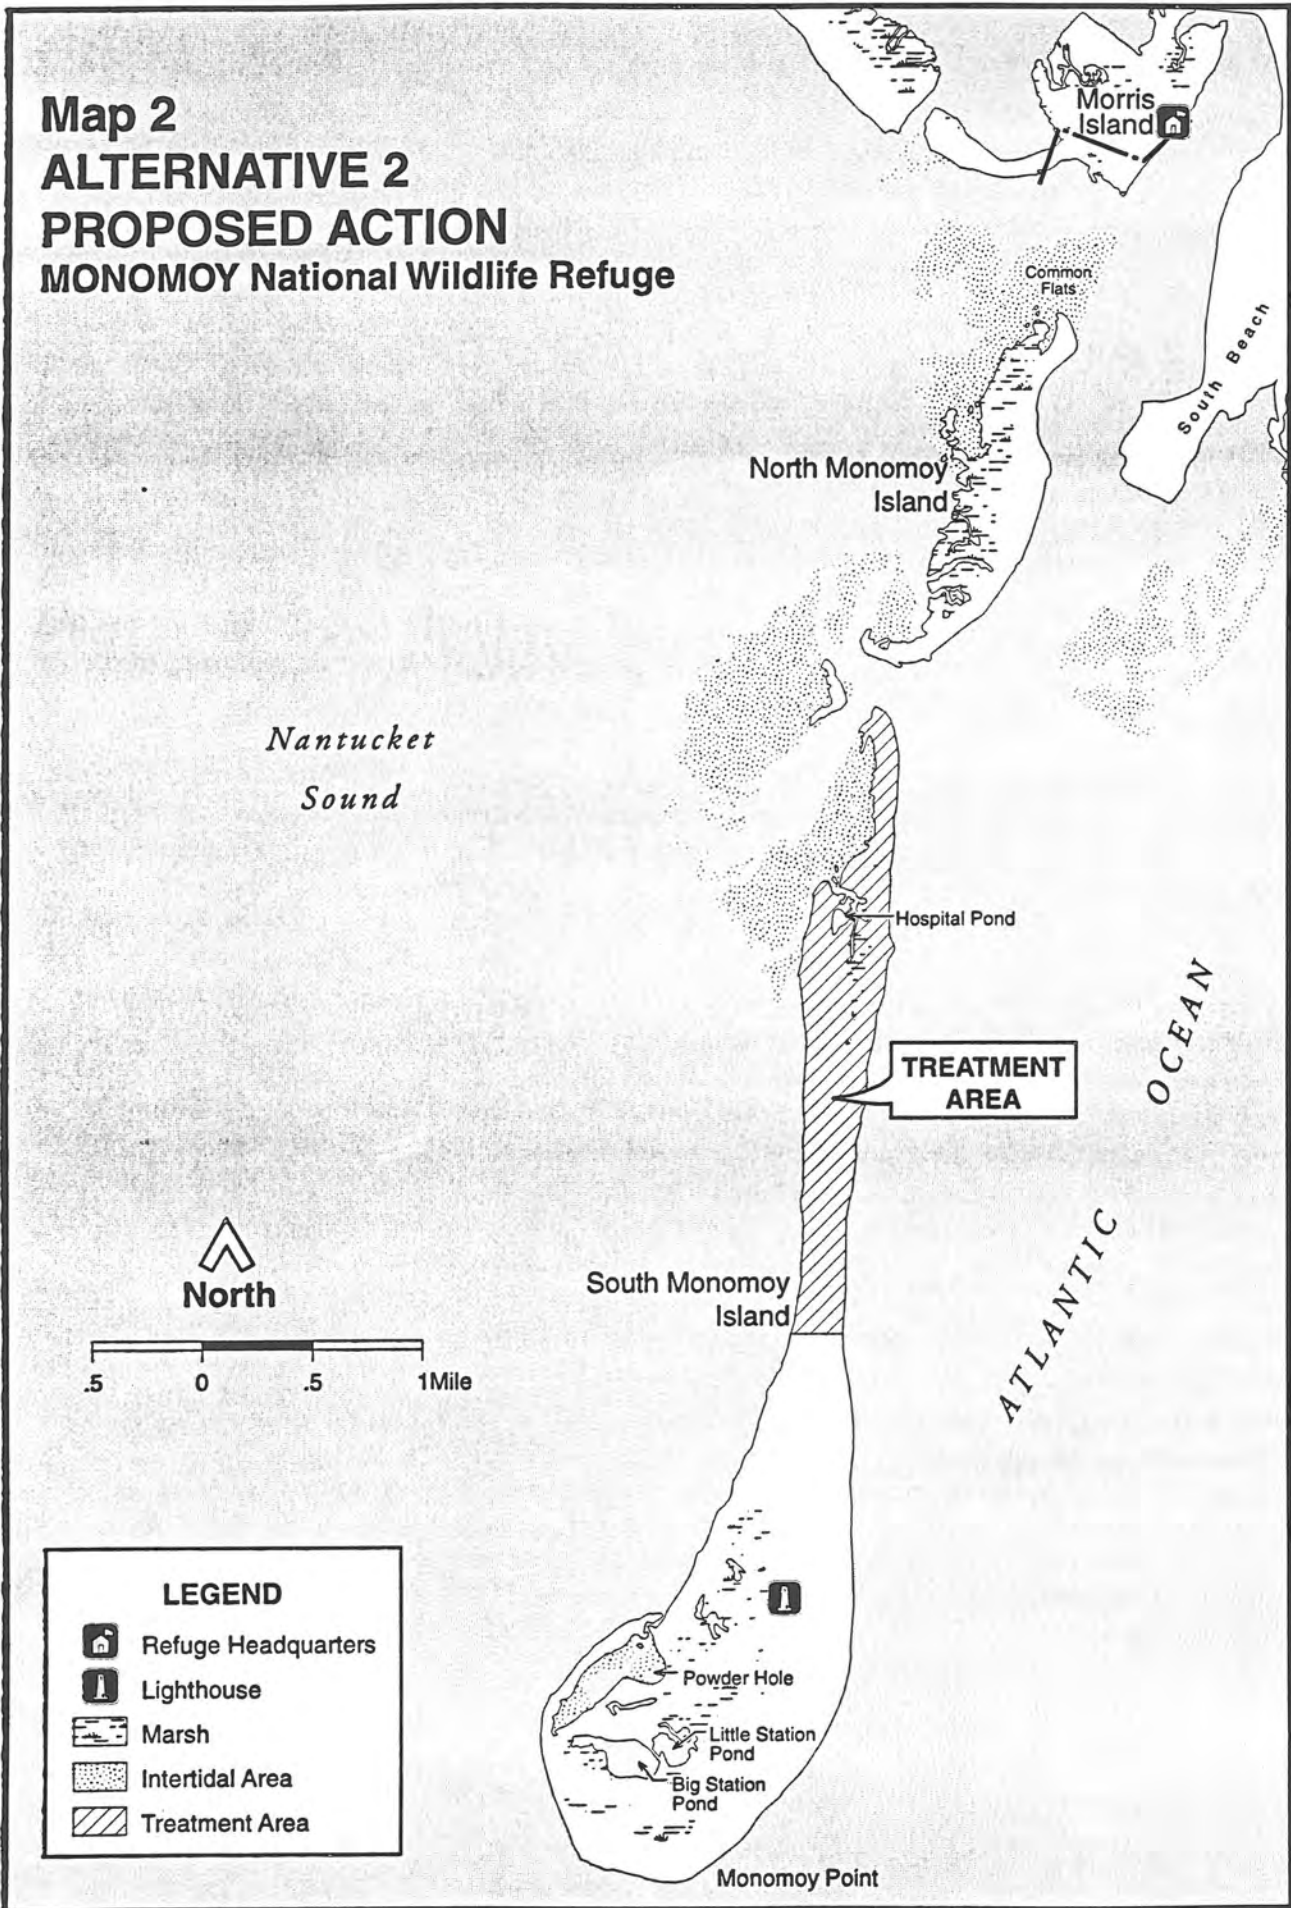 Map 2
ALTERNATIVE 2
PROPOSED ACTION
MONOMOY National Wildlife Refuge
Morris
Island
Common
Flats
South Beach
North Monomoy
Island
Nantucket
Sound
Hospital Pond
TREATMENT
AREA
ATLANTIC OCEAN
North
South Monomoy
Island
.5 0 .5 1Mile
LEGEND
Refuge Headquarters
Lighthouse
Marsh
Intertidal Area
Treatment Area
Powder Hole
Little Station
Pond
Big Station
Pond
Monomoy Point